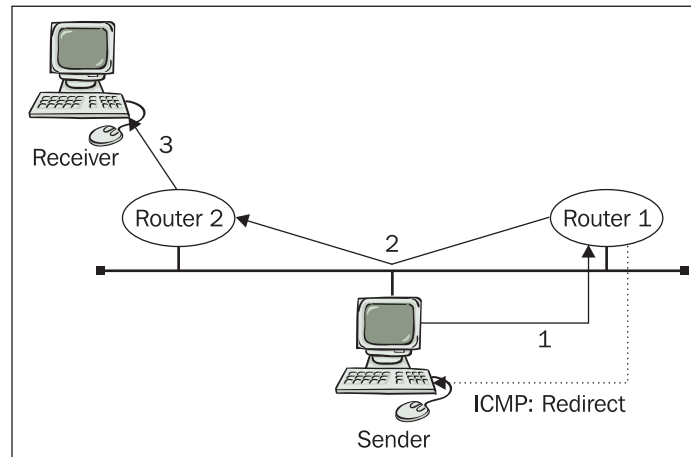 Receiver
3
Router 2
2
Router 1
1
ICMP: Redirect
Sender